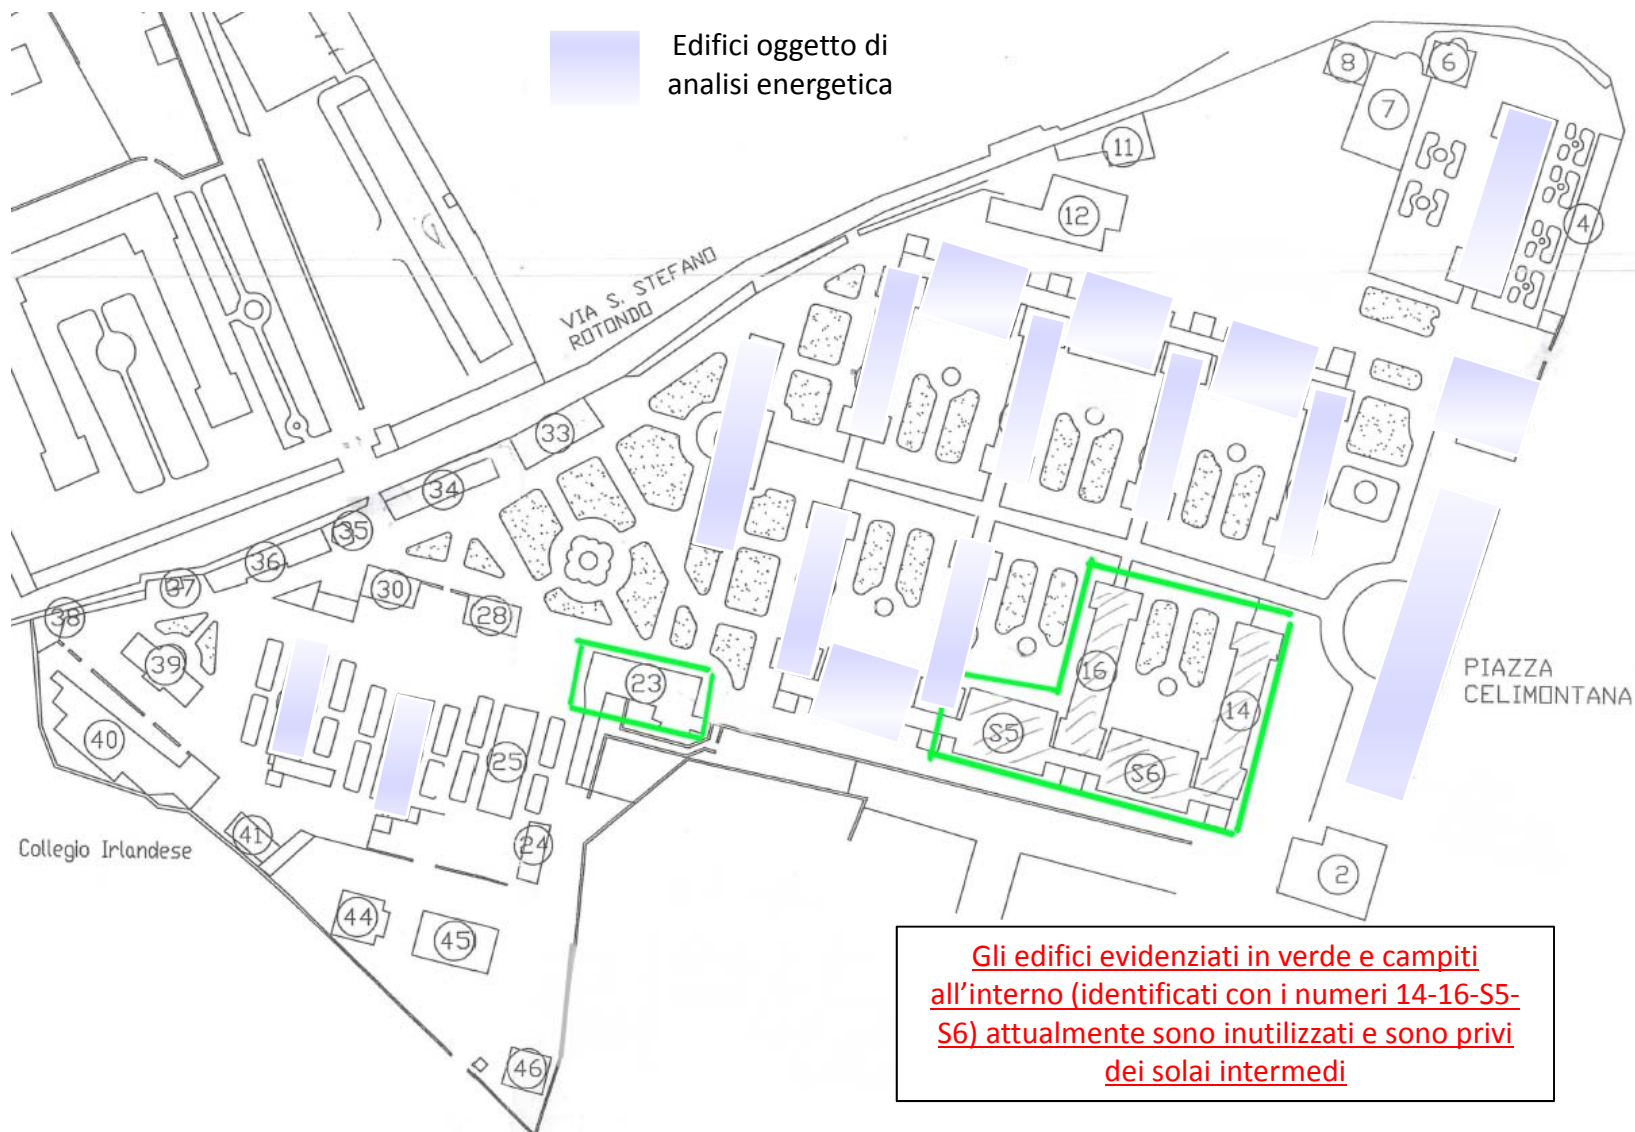 Edifici oggetto di
analisi energetica
8
6
7
4
11
12
VIA S. STEFANO
ROTONDO
33
34
35
36
37
38
30
28
39
23
16
14
PIAZZA
CELIMONTANA
40
S5
25
S6
41
24
Collegio Irlandese
2
44
45
46
Gli edifici evidenziati in verde e campiti
all’interno (identificati con i numeri 14-16-S5-
S6) attualmente sono inutilizzati e sono privi
dei solai intermedi